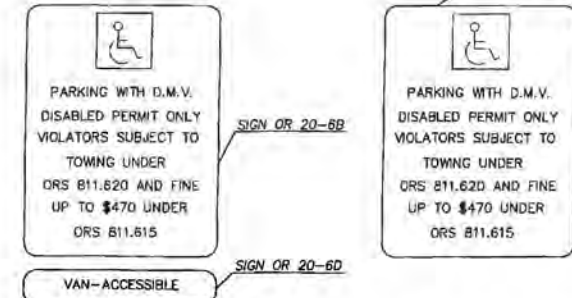 PARKING WITH D.M.V.
DISABLED PERMIT ONLY
VIOLATORS SUBJECT TO
TOWING UNDER
ORS 811.620 AND FINE
UP TO $470 UNDER
ORS 811.615
SIGN OR 20-6B
VAN-ACCESSIBLE
SIGN OR 20-6D
PARKING WITH D.M.V.
DISABLED PERMIT ONLY
VIOLATORS SUBJECT TO
TOWING UNDER
ORS 811.620 AND FINE
UP TO $470 UNDER
ORS 811.615